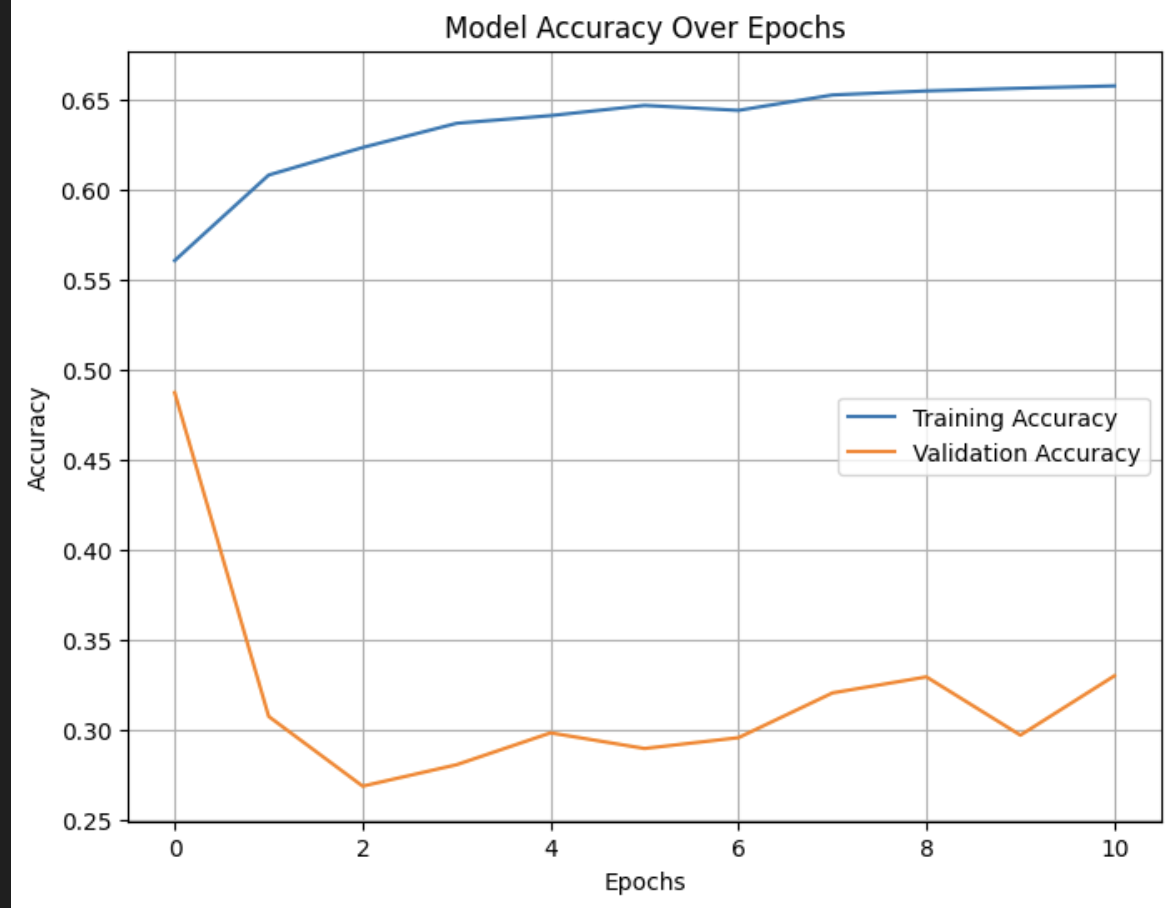 Model Accuracy Over Epochs
0.65
0.60
0.55
0.50
0.45
0.40
0.35
0.30
0.25
Accuracy
Training Accuracy
Validation Accuracy
0 2 4 6 8 10
Epochs